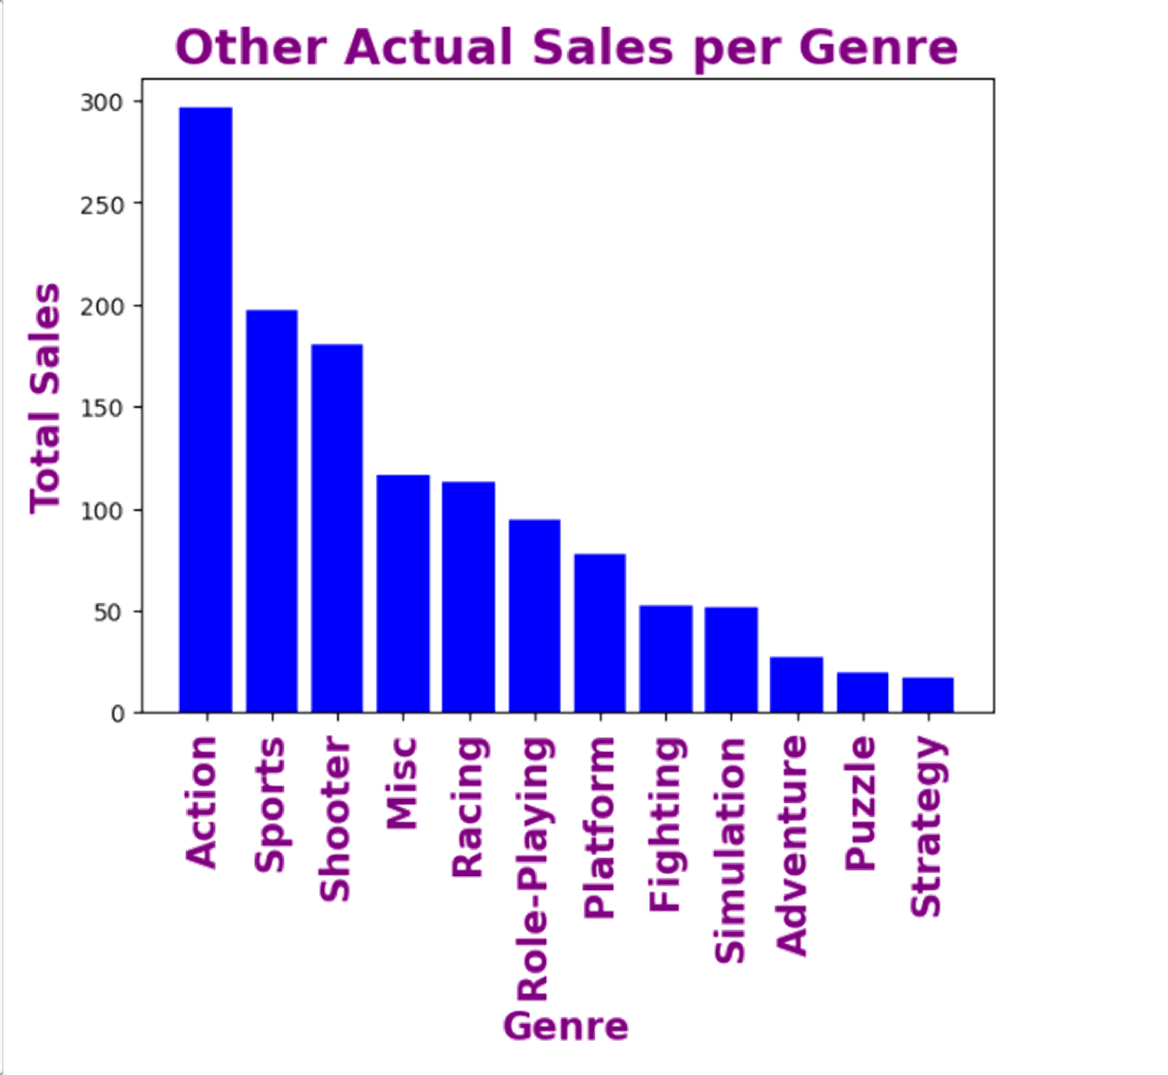 Other Actual Sales per Genre
Total Sales
300
250
200
150
100
50
0
Action
Sports
Shooter
Misc
Racing
Role-Playing
Platform
Fighting
Simulation
Adventure
Puzzle
Strategy
Genre